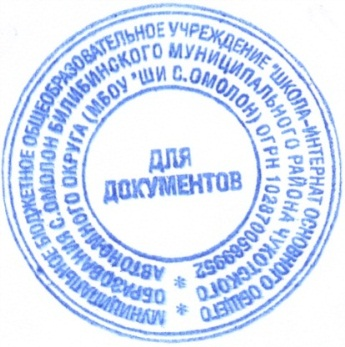 МУНИЦИПАЛЬНОЕ БЮДЖЕТНОЕ ОБЩЕОБРАЗОВАТЕЛЬНОЕ УЧРЕЖДЕНИЕ "ШКОЛА-ИНТЕРНАТ ОСНОВНОГО ОБЩЕГО
ОБРАЗОВАНИЯ С. ОМОЛОН БИЛИБИНСКОГО МУНИЦИПАЛЬНОГО РАЙОНА ЧУКОТСКОГО
АВТОНОМНОГО ОКРУГА (МБОУ "ШИ С. ОМОЛОН) ОГРН 1028700589952
ДЛЯ
ДОКУМЕНТОВ